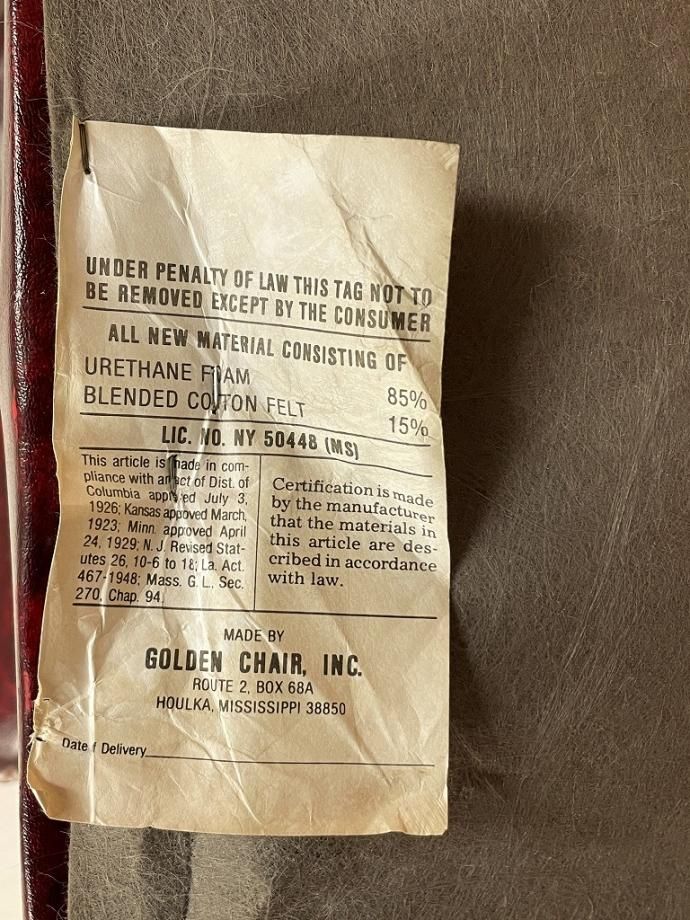 UNDER PENALTY OF LAW THIS TAG NOT TO
BE REMOVED EXCEPT BY THE CONSUMER
ALL NEW MATERIAL CONSISTING OF
URETHANE FOAM 85%
BLENDED COTTON FELT 15%
LIC. NO. NY 50448 (MS)
This article is made in com-
pliance with an act of Dist. of
Columbia approved July 3,
1926; Kansas approved March,
1923; Minn. approved April
24, 1929; N. J. Revised Stat-
utes 26, 10-6 to 18; La. Act.
467-1948; Mass. G. L., Sec.
270, Chap. 94.
Certification is made
by the manufacturer
that the materials in
this article are des-
cribed in accordance
with law.
MADE BY
GOLDEN CHAIR, INC.
ROUTE 2, BOX 68A
HOULKA, MISSISSIPPI 38850
Date of Delivery